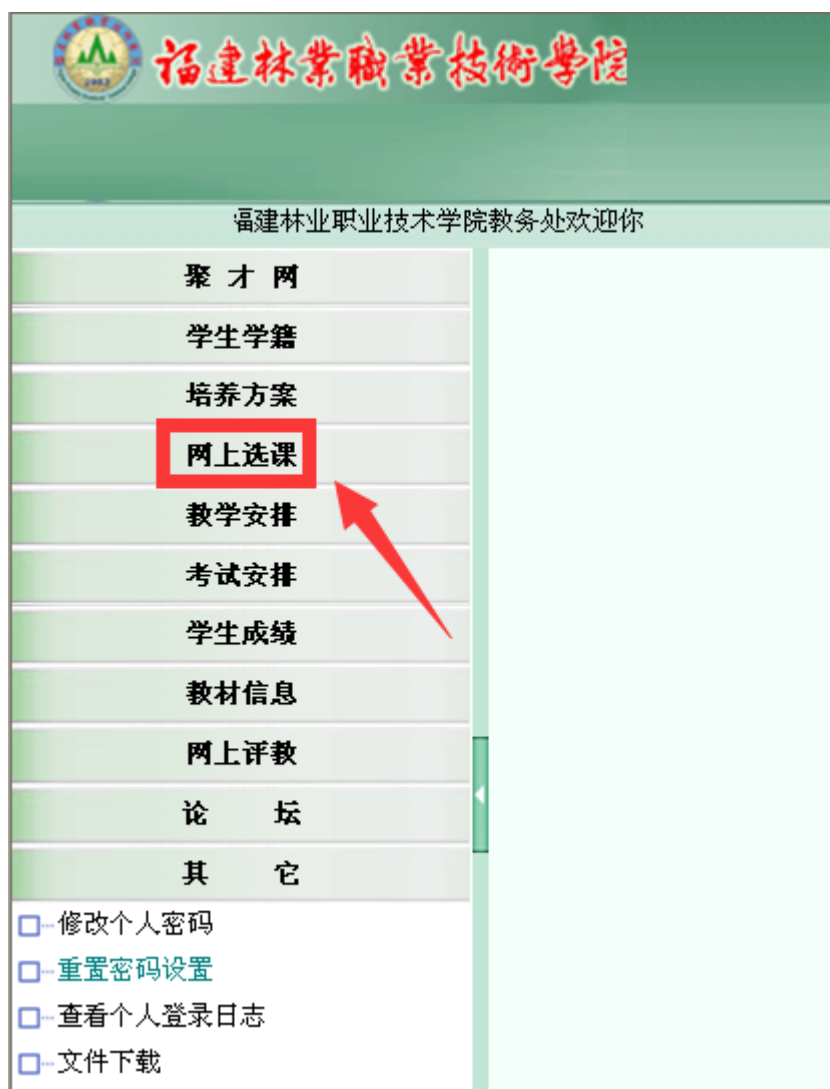 福建林業職業技術學院
福建林业职业技术学院教务处欢迎你
聚 才 网
学生学籍
培养方案
网上选课
教学安排
考试安排
学生成绩
教材信息
网上评教
论 坛
其 它
修改个人密码
重置密码设置
查看个人登录日志
文件下载